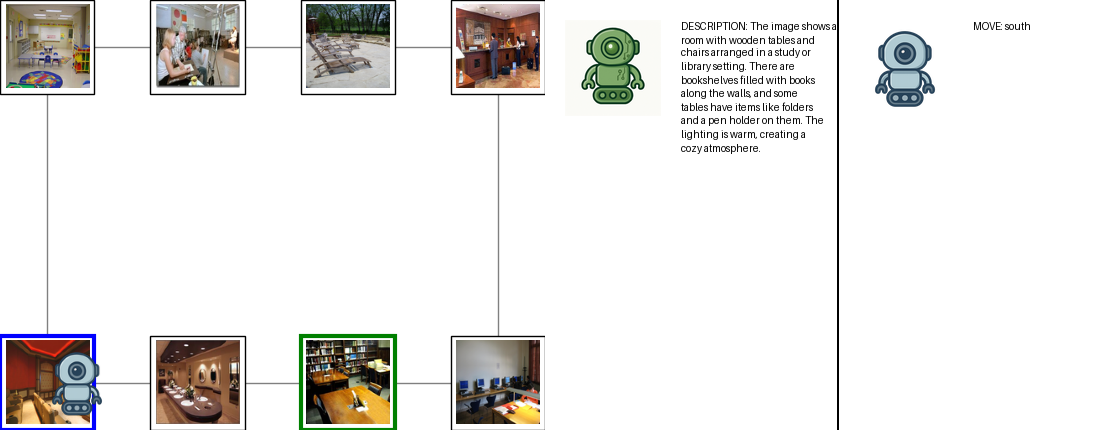 DESCRIPTION: The image shows a
room with wooden tables and
chairs arranged in a study or
library setting. There are
bookshelves filled with books
along the walls, and some
tables have items like folders
and a pen holder on them. The
lighting is warm, creating a
cozy atmosphere.
MOVE: south